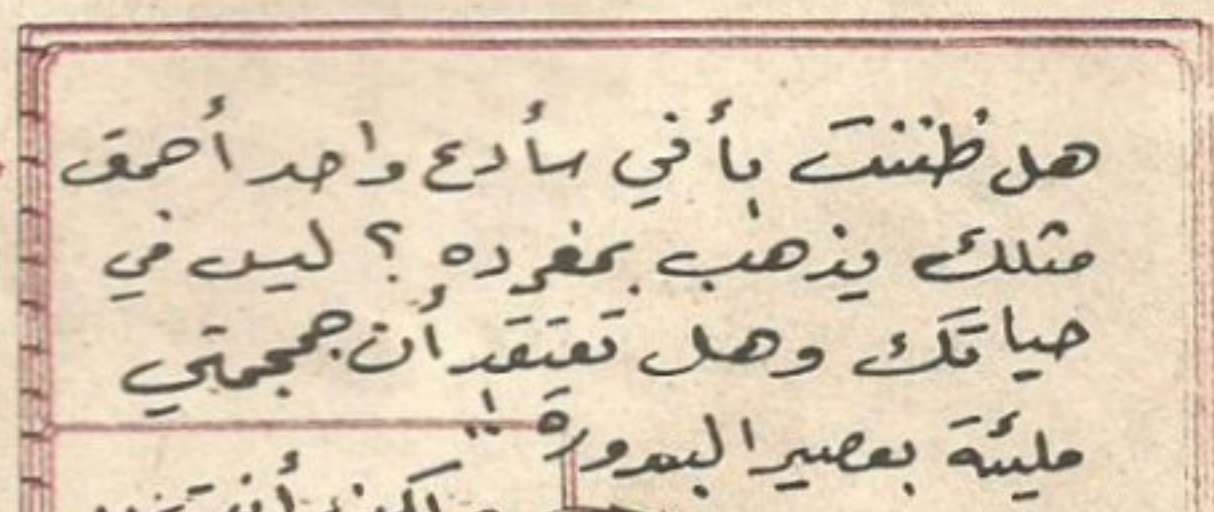 هل ظننت بأني سأدع واحد أحمق
مثلك يذهب بمفرده ؟ ليس في
حياتك وهل تعتقد أن جمجمتي
مليئة بعصير البندورة !!